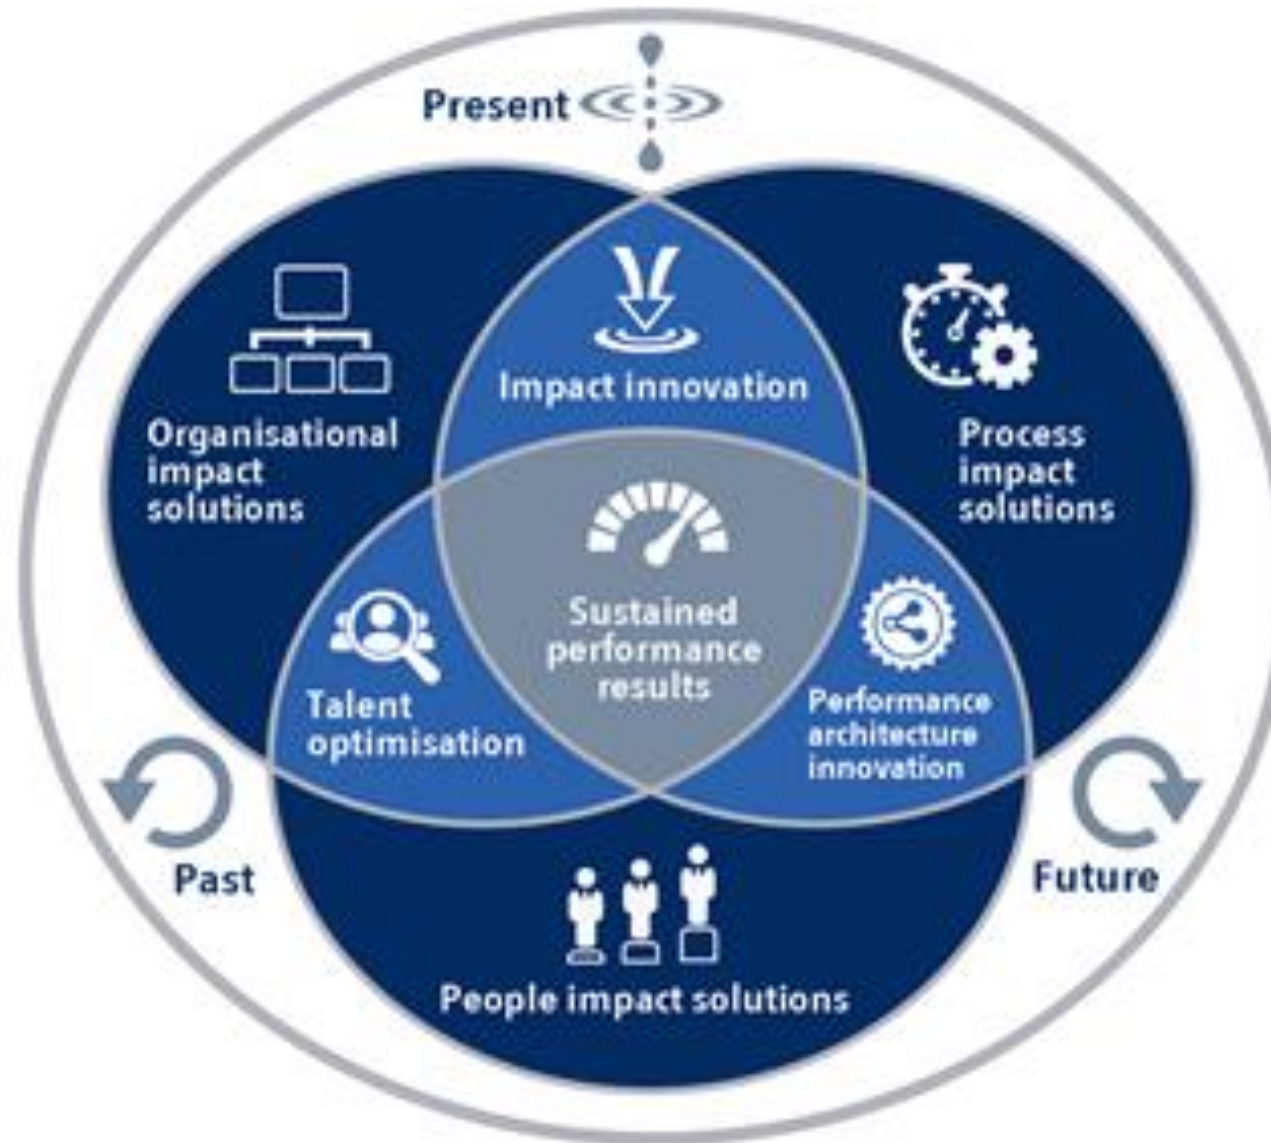 Present
Impact innovation
Organisational
impact
solutions
Process
impact
solutions
Sustained
performance
results
Talent
optimisation
Performance
architecture
innovation
Past
Future
People impact solutions